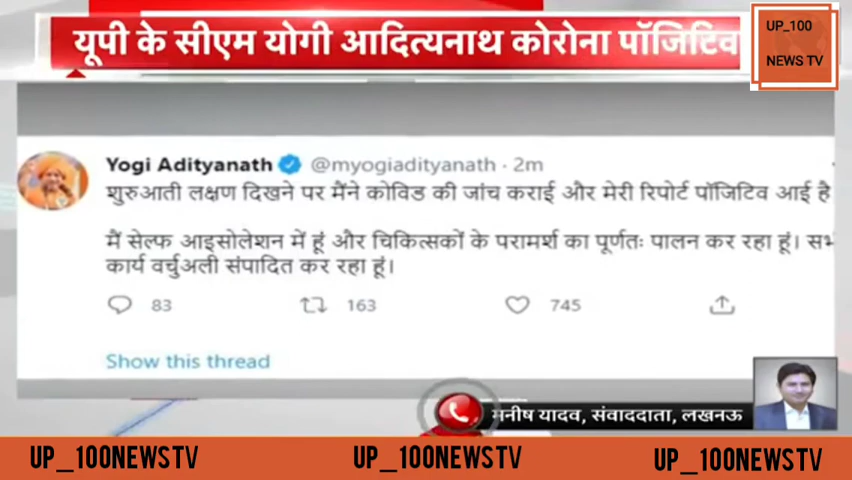 यूपी के सीएम योगी आदित्यनाथ कोरोना पॉजिटिव
UP_100
NEWS TV
Yogi Adityanath @myogiadityanath · 2m
शुरुआती लक्षण दिखने पर मैंने कोविड की जांच कराई और मेरी रिपोर्ट पॉजिटिव आई है
मैं सेल्फ आइसोलेशन में हूं और चिकित्सकों के परामर्श का पूर्णतः पालन कर रहा हूं।
कार्य वर्चुअली संपादित कर रहा हूं।
83 163 745
Show this thread
मनीष यादव, संवाददाता, लखनऊ
UP_100NEWSTV UP_100NEWSTV UP_100NEWSTV